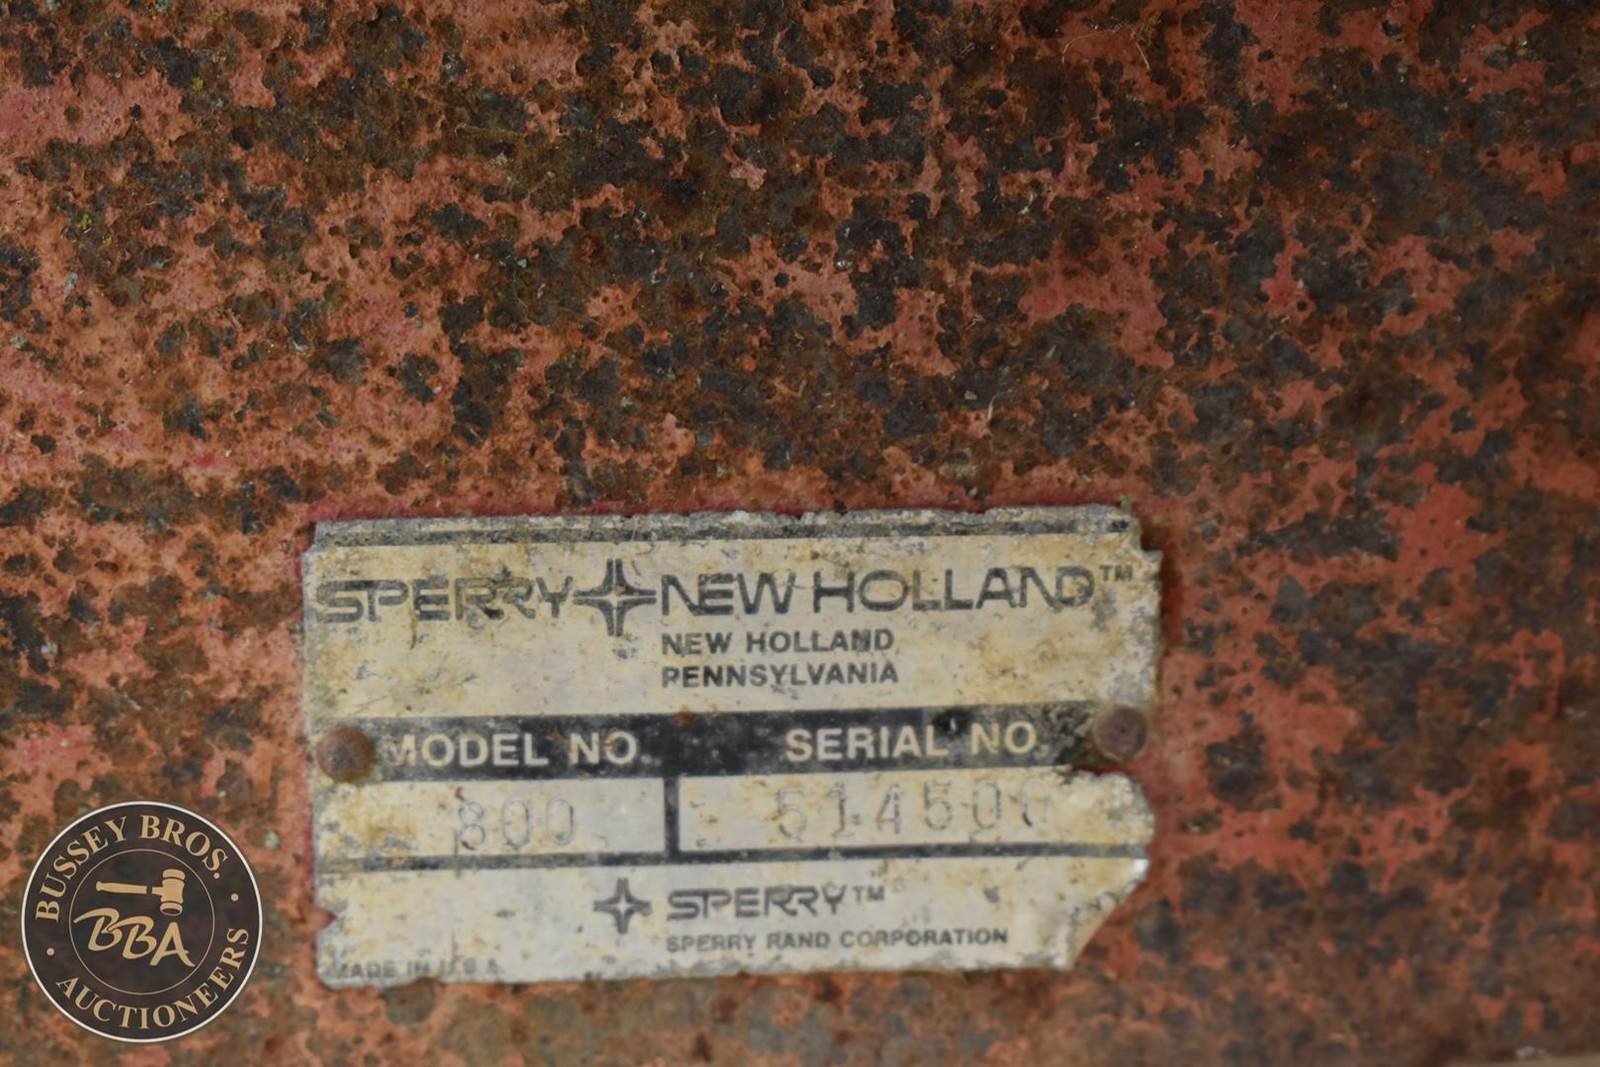 SPERRY NEW HOLLAND™
NEW HOLLAND
PENNSYLVANIA
MODEL NO. SERIAL NO.
800 514500
SPERRY™
SPERRY RAND CORPORATION
MADE IN U.S.A.
BUSSEY BROS.
BBA
AUCTIONEERS